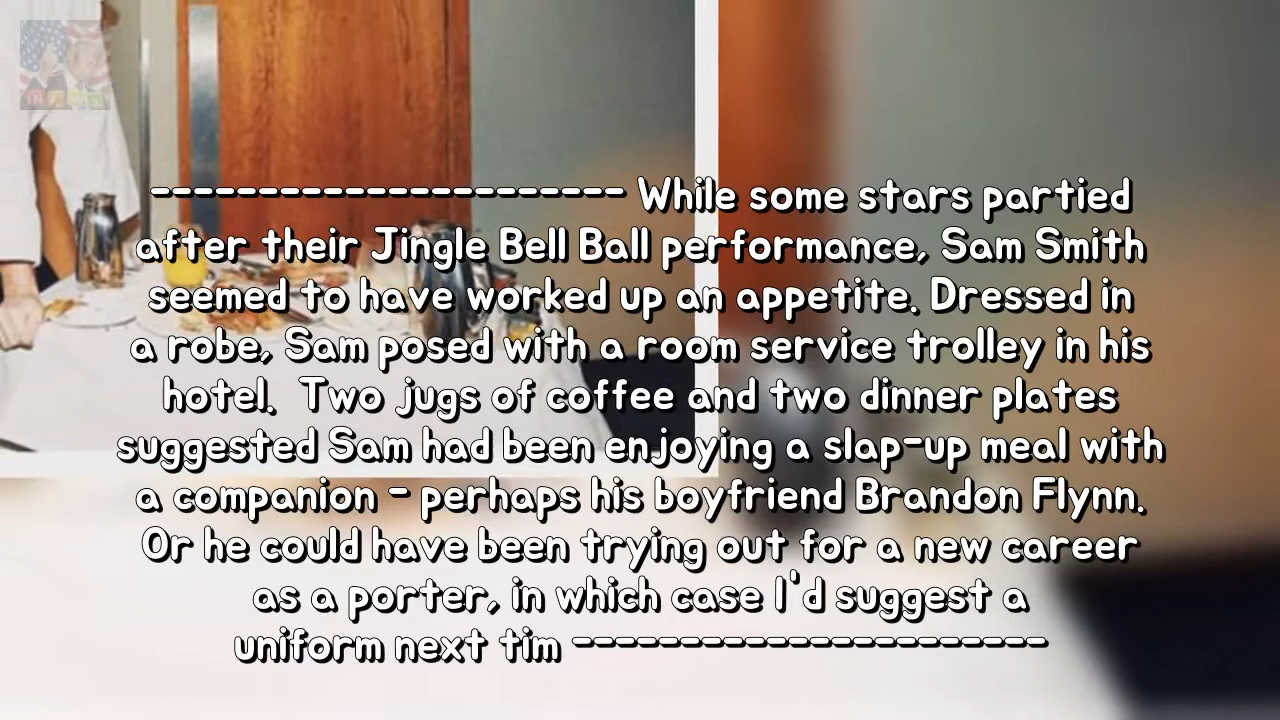 ----------------------- While some stars partied
after their Jingle Bell Ball performance, Sam Smith
seemed to have worked up an appetite. Dressed in
a robe, Sam posed with a room service trolley in his
hotel.  Two jugs of coffee and two dinner plates
suggested Sam had been enjoying a slap-up meal with
a companion - perhaps his boyfriend Brandon Flynn.
Or he could have been trying out for a new career
as a porter, in which case I'd suggest a
uniform next tim -----------------------